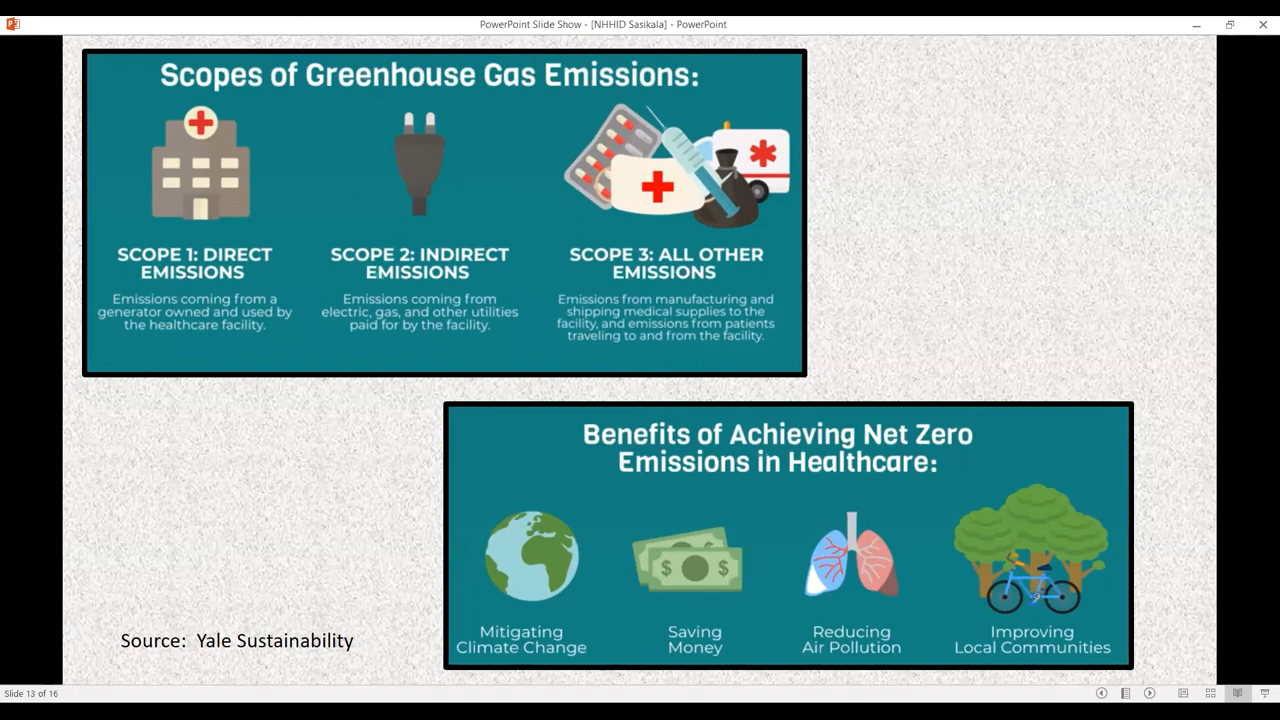 PowerPoint Slide Show - [NHHID Sasikala] - PowerPoint
Scopes of Greenhouse Gas Emissions:
SCOPE 1: DIRECT
EMISSIONS
Emissions coming from a
generator owned and used by
the healthcare facility.
SCOPE 2: INDIRECT
EMISSIONS
Emissions coming from
electric, gas, and other utilities
paid for by the facility.
SCOPE 3: ALL OTHER
EMISSIONS
Emissions from manufacturing and
shipping medical supplies to the
facility, and emissions from patients
traveling to and from the facility.
Benefits of Achieving Net Zero
Emissions in Healthcare:
Mitigating
Climate Change
Saving
Money
Reducing
Air Pollution
Improving
Local Communities
Source: Yale Sustainability
Slide 13 of 16